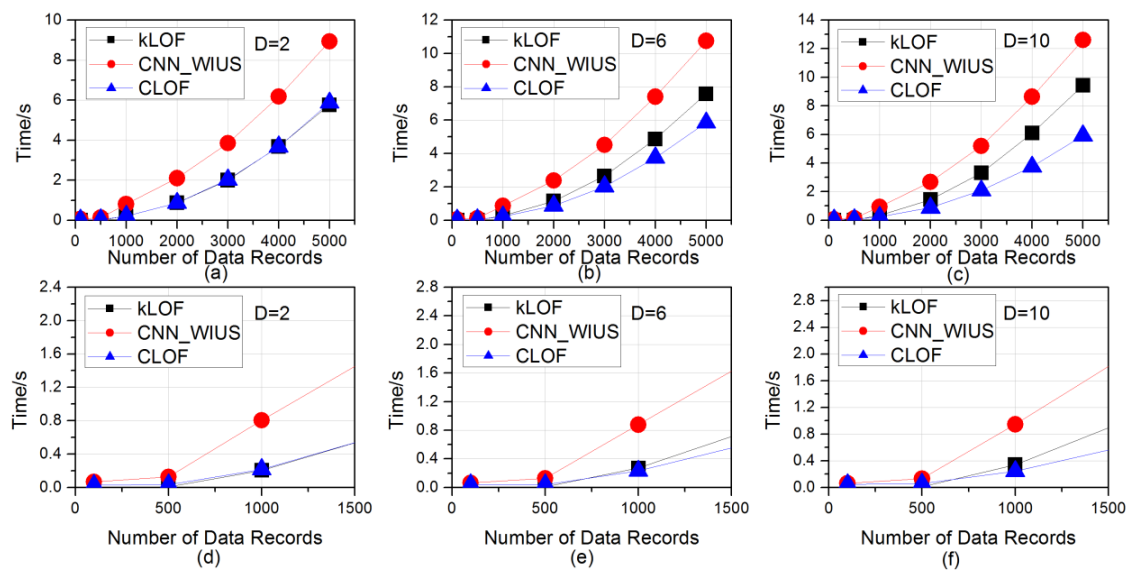 10
8
6
4
2
0
Time/s
kLOF
CNN_WIUS
CLOF
D=2
0 1000 2000 3000 4000 5000
Number of Data Records
(a)
12
10
8
6
4
2
0
Time/s
kLOF
CNN_WIUS
CLOF
D=6
0 1000 2000 3000 4000 5000
Number of Data Records
(b)
14
12
10
8
6
4
2
0
Time/s
kLOF
CNN_WIUS
CLOF
D=10
0 1000 2000 3000 4000 5000
Number of Data Records
(c)
2.4
2.0
1.6
1.2
0.8
0.4
0.0
Time/s
kLOF
CNN_WIUS
CLOF
D=2
0 500 1000 1500
Number of Data Records
(d)
2.8
2.4
2.0
1.6
1.2
0.8
0.4
0.0
Time/s
kLOF
CNN_WIUS
CLOF
D=6
0 500 1000 1500
Number of Data Records
(e)
2.8
2.4
2.0
1.6
1.2
0.8
0.4
0.0
Time/s
kLOF
CNN_WIUS
CLOF
D=10
0 500 1000 1500
Number of Data Records
(f)